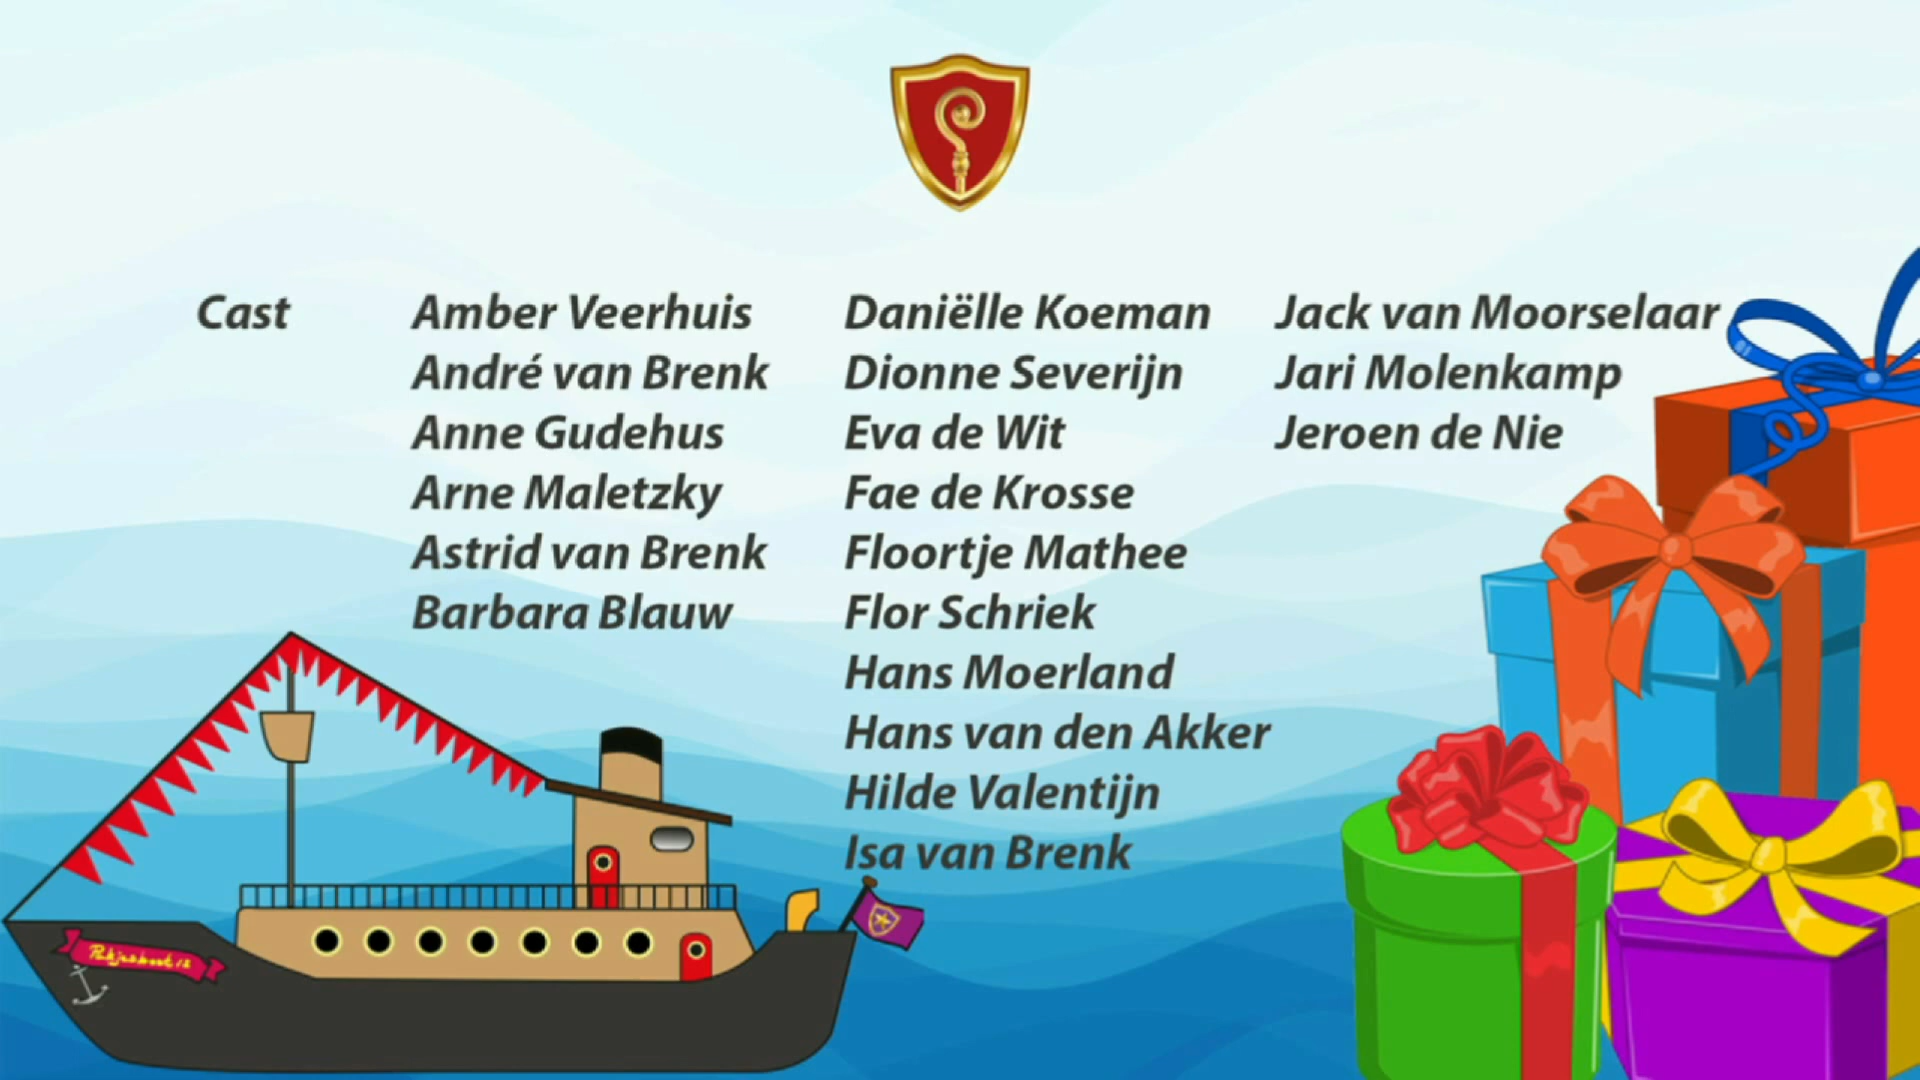 Cast
Amber Veerhuis
André van Brenk
Anne Gudehus
Arne Maletzky
Astrid van Brenk
Barbara Blauw
Daniëlle Koeman
Dionne Severijn
Eva de Wit
Fae de Krosse
Floortje Mathee
Flor Schriek
Hans Moerland
Hans van den Akker
Hilde Valentijn
Isa van Brenk
Jack van Moorselaar
Jari Molenkamp
Jeroen de Nie
Pakjesboot 12